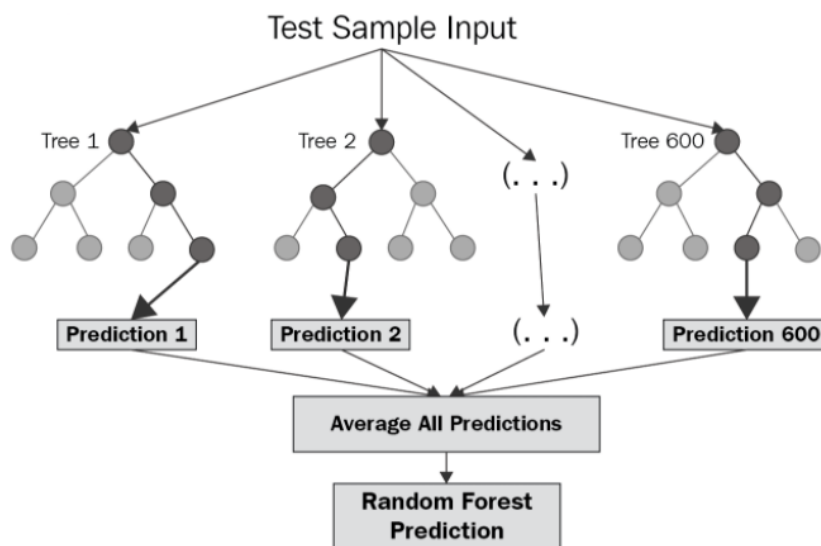 Test Sample Input
Tree 1
Tree 2
(. . .)
Tree 600
Prediction 1
Prediction 2
(. . .)
Prediction 600
Average All Predictions
Random Forest
Prediction